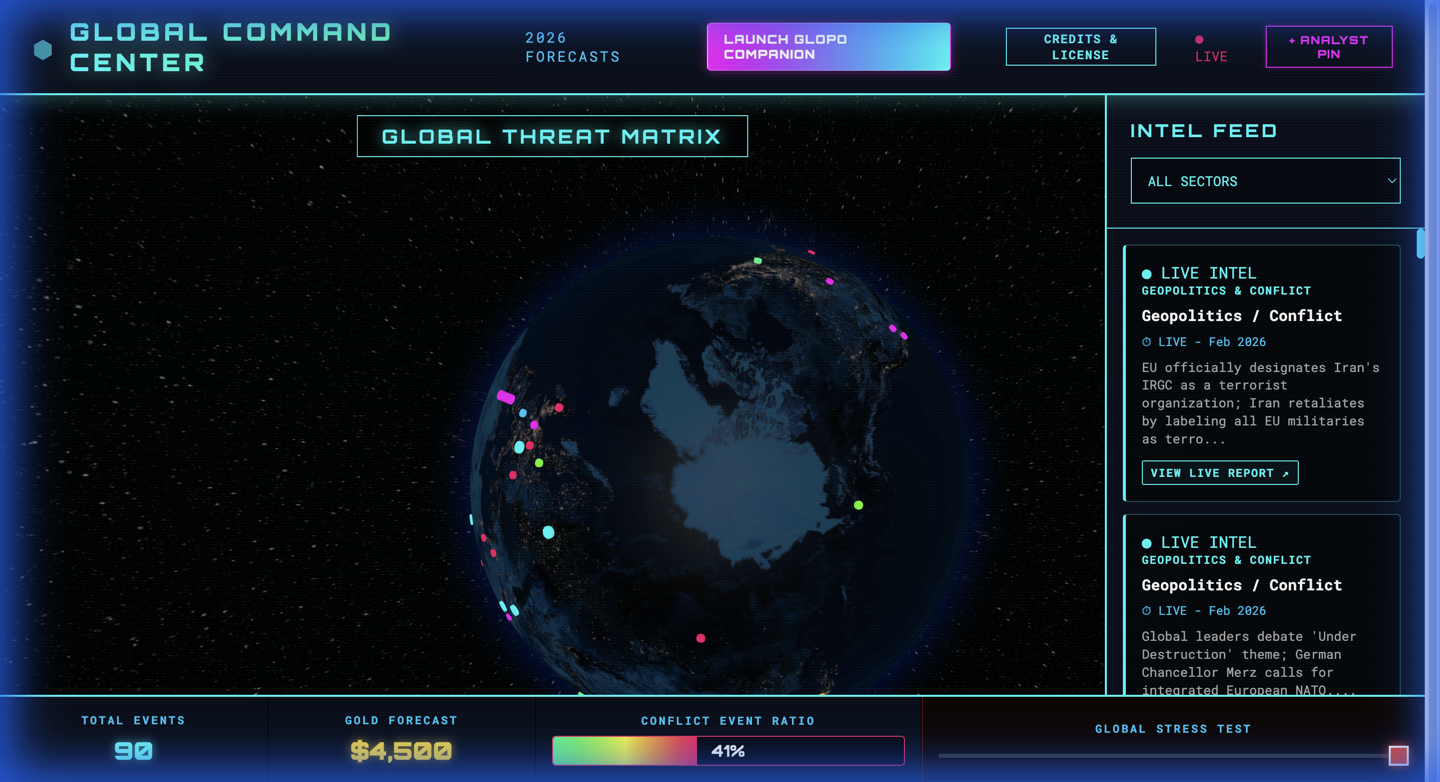 GLOBAL COMMAND
CENTER
2026
FORECASTS
LAUNCH GLOPO
COMPANION
CREDITS &
LICENSE
LIVE
+ ANALYST
PIN
GLOBAL THREAT MATRIX
INTEL FEED
ALL SECTORS
LIVE INTEL
GEOPOLITICS & CONFLICT
Geopolitics / Conflict
⏱ LIVE - Feb 2026
EU officially designates Iran's
IRGC as a terrorist
organization; Iran retaliates
by labeling all EU militaries
as terro...
VIEW LIVE REPORT ↗
LIVE INTEL
GEOPOLITICS & CONFLICT
Geopolitics / Conflict
⏱ LIVE - Feb 2026
Global leaders debate 'Under
Destruction' theme; German
Chancellor Merz calls for
integrated European NATO....
TOTAL EVENTS
90
GOLD FORECAST
$4,500
CONFLICT EVENT RATIO
41%
GLOBAL STRESS TEST